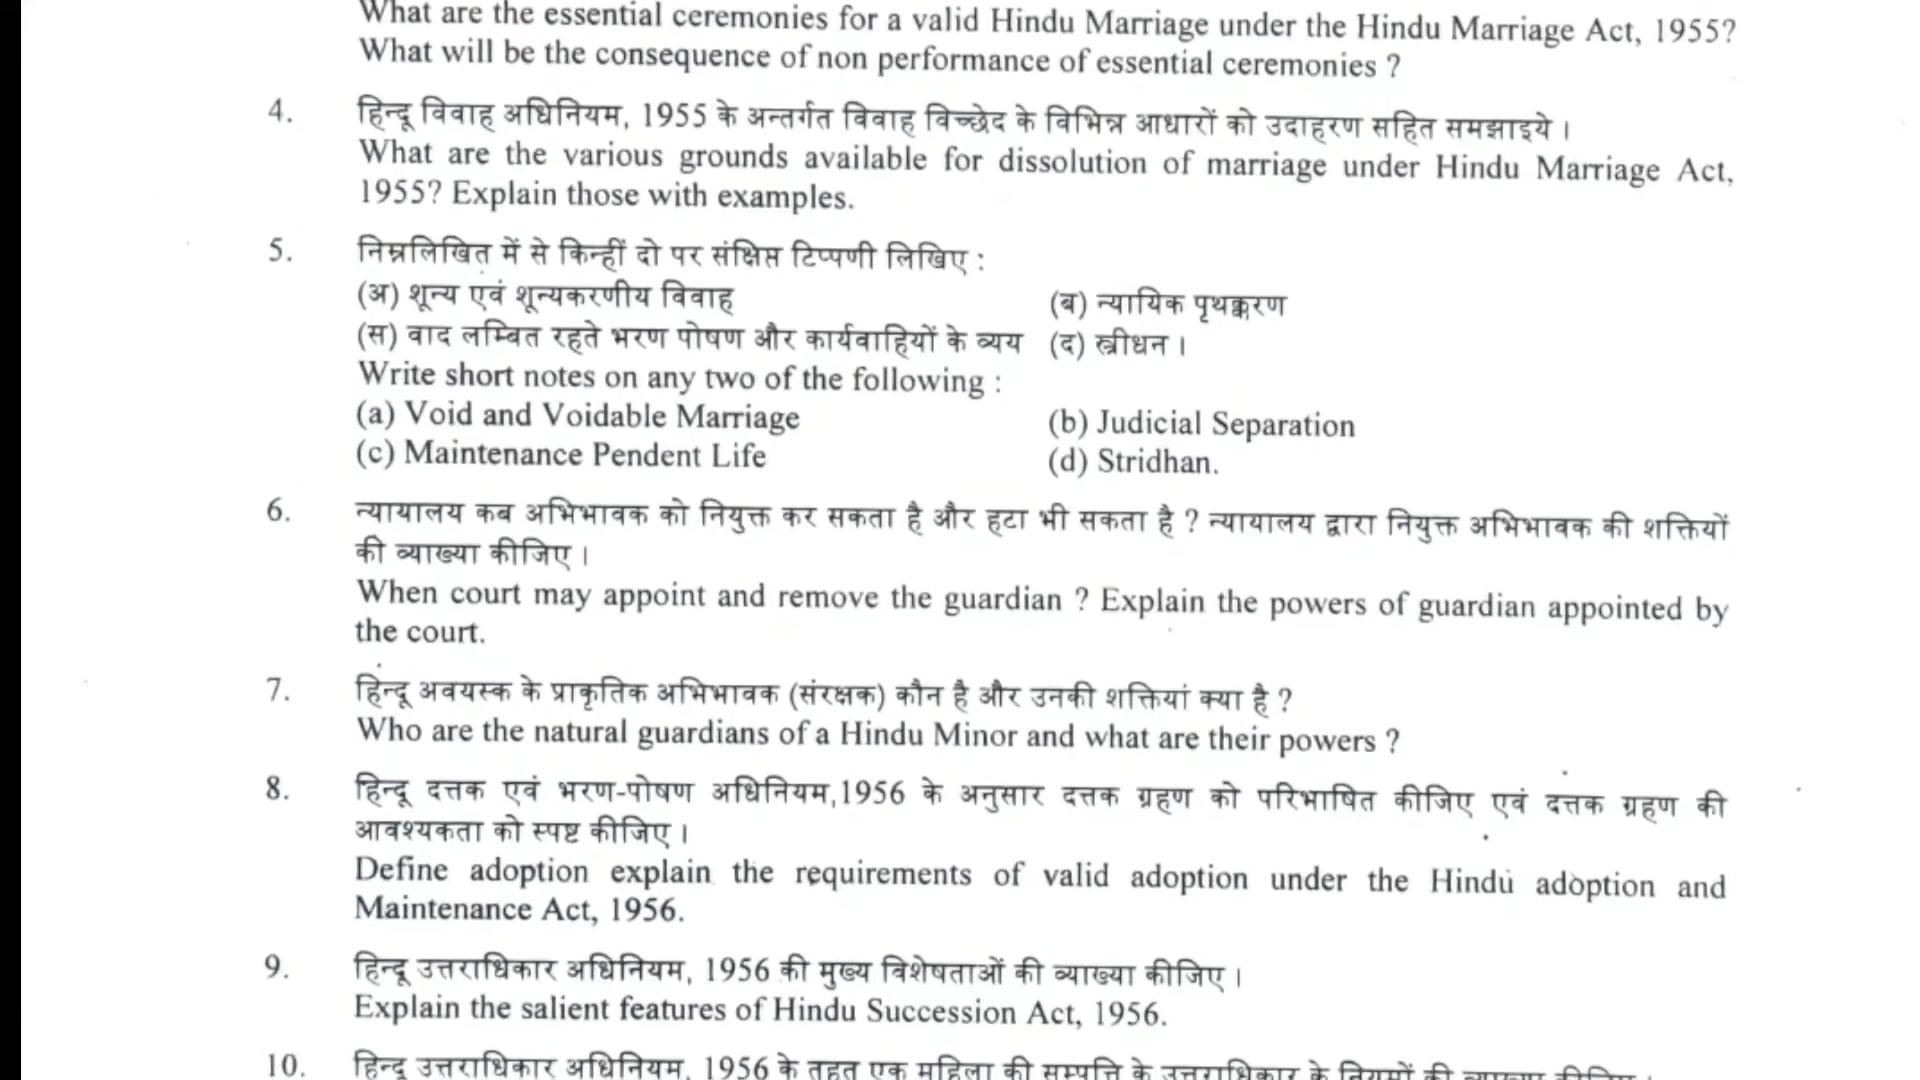 What are the essential ceremonies for a valid Hindu Marriage under the Hindu Marriage Act, 1955?
What will be the consequence of non performance of essential ceremonies ?
4. हिन्दू विवाह अधिनियम, 1955 के अन्तर्गत विवाह विच्छेद के विभिन्न आधारों को उदाहरण सहित समझाइये ।
What are the various grounds available for dissolution of marriage under Hindu Marriage Act,
1955? Explain those with examples.
5. निम्नलिखित में से किन्हीं दो पर संक्षिप्त टिप्पणी लिखिए :
(अ) शून्य एवं शून्यकरणीय विवाह (ब) न्यायिक पृथक्करण
(स) वाद लम्बित रहते भरण पोषण और कार्यवाहियों के व्यय (द) स्त्रीधन ।
Write short notes on any two of the following :
(a) Void and Voidable Marriage (b) Judicial Separation
(c) Maintenance Pendent Life (d) Stridhan.
6. न्यायालय कब अभिभावक को नियुक्त कर सकता है और हटा भी सकता है ? न्यायालय द्वारा नियुक्त अभिभावक की शक्तियों
की व्याख्या कीजिए ।
When court may appoint and remove the guardian ? Explain the powers of guardian appointed by
the court.
7. हिन्दू अवयस्क के प्राकृतिक अभिभावक (संरक्षक) कौन है और उनकी शक्तियां क्या है ?
Who are the natural guardians of a Hindu Minor and what are their powers ?
8. हिन्दू दत्तक एवं भरण-पोषण अधिनियम,1956 के अनुसार दत्तक ग्रहण को परिभाषित कीजिए एवं दत्तक ग्रहण की
आवश्यकता को स्पष्ट कीजिए ।
Define adoption explain the requirements of valid adoption under the Hindu adoption and
Maintenance Act, 1956.
9. हिन्दू उत्तराधिकार अधिनियम, 1956 की मुख्य विशेषताओं की व्याख्या कीजिए ।
Explain the salient features of Hindu Succession Act, 1956.
10. हिन्दू उत्तराधिकार अधिनियम, 1956 के तहत एक महिला की सम्पत्ति के उत्तराधिकार के नियमों की व्याख्या कीजिए ।